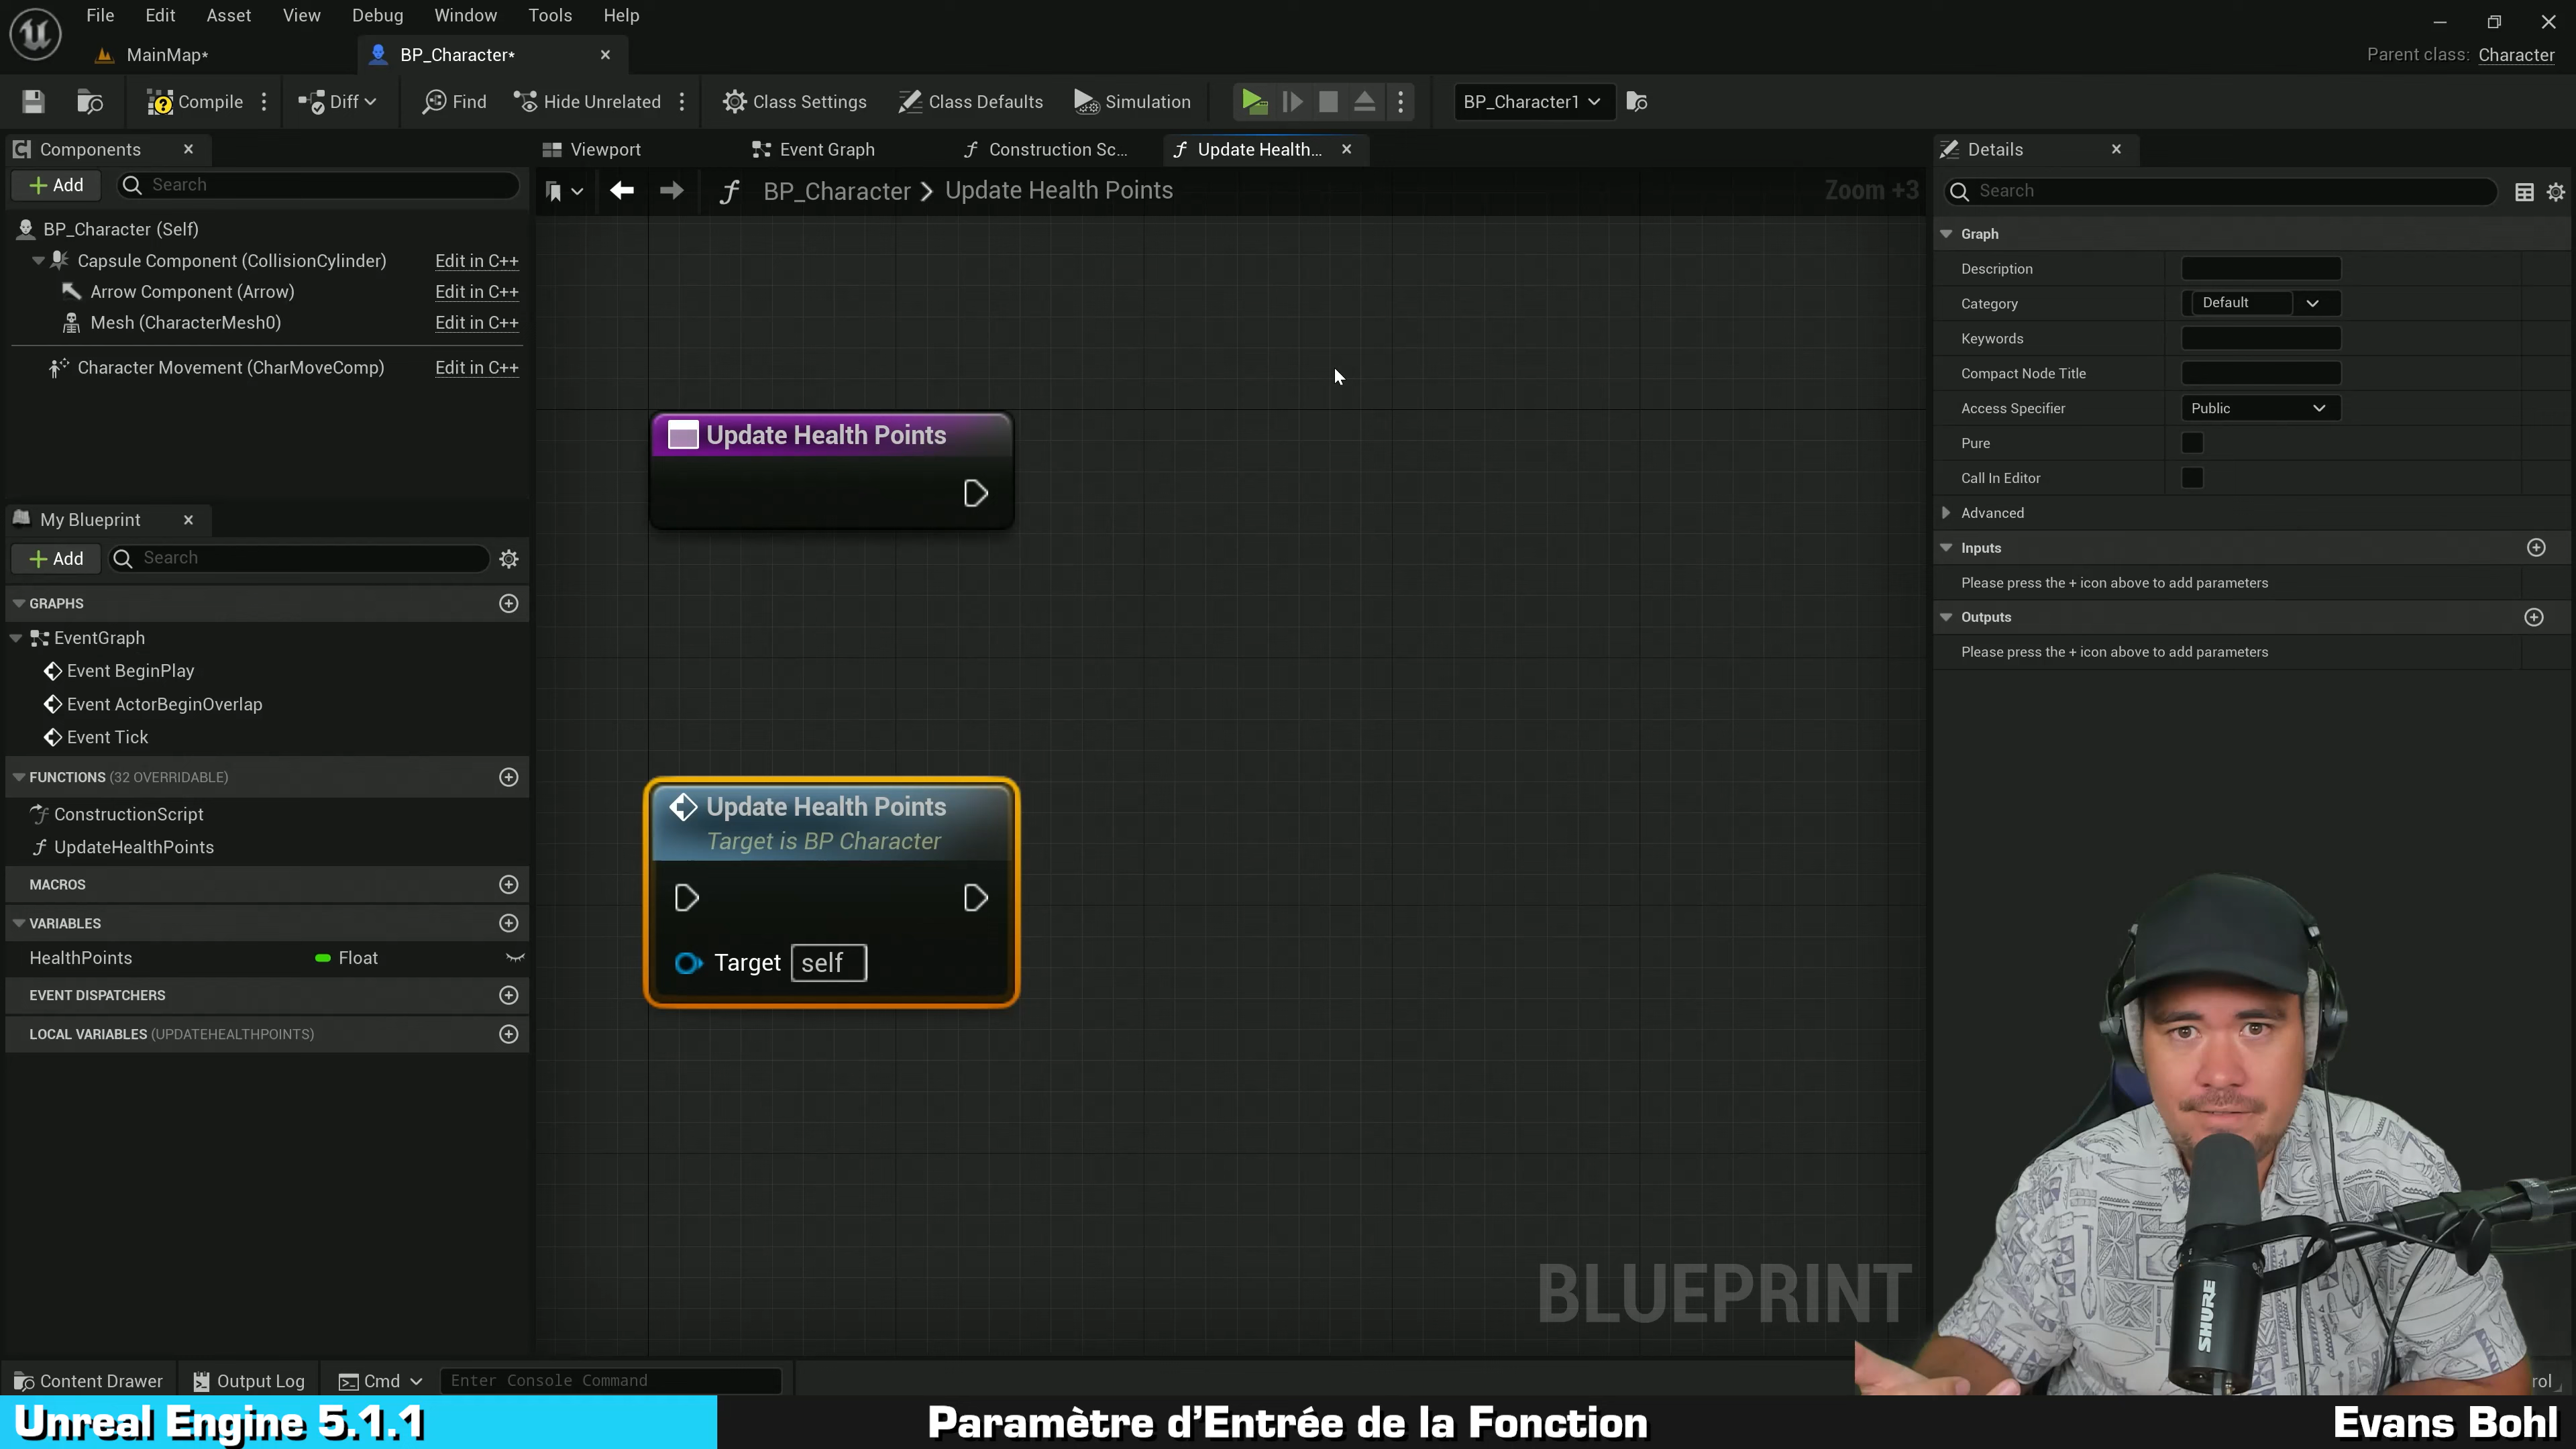 File Edit Asset View Debug Window Tools Help
MainMap*
BP_Character*
Parent class: Character
Compile
Diff
Find
Hide Unrelated
Class Settings
Class Defaults
Simulation
BP_Character1
Components
Add
Search
BP_Character (Self)
Capsule Component (CollisionCylinder) Edit in C++
Arrow Component (Arrow) Edit in C++
Mesh (CharacterMesh0) Edit in C++
Character Movement (CharMoveComp) Edit in C++
My Blueprint
Add
Search
GRAPHS
EventGraph
Event BeginPlay
Event ActorBeginOverlap
Event Tick
FUNCTIONS (32 OVERRIDABLE)
ConstructionScript
UpdateHealthPoints
MACROS
VARIABLES
HealthPoints Float
EVENT DISPATCHERS
LOCAL VARIABLES (UPDATEHEALTHPOINTS)
Viewport
Event Graph
Construction Sc...
Update Health...
BP_Character > Update Health Points
Zoom +3
Update Health Points
Update Health Points
Target is BP Character
Target self
BLUEPRINT
Details
Search
Graph
Description
Category Default
Keywords
Compact Node Title
Access Specifier Public
Pure
Call In Editor
Advanced
Inputs
Please press the + icon above to add parameters
Outputs
Please press the + icon above to add parameters
SHURE
Content Drawer
Output Log
Cmd
Enter Console Command
rol
Unreal Engine 5.1.1
Paramètre d'Entrée de la Fonction
Evans Bohl